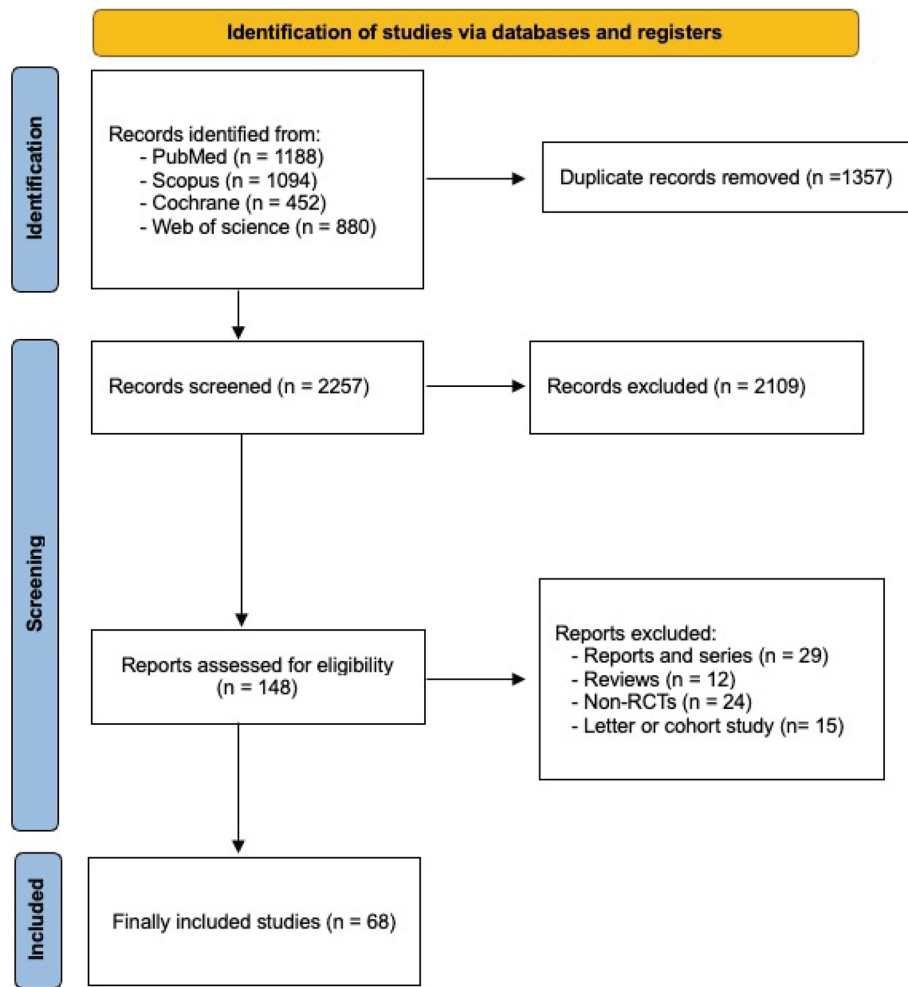 Identification of studies via databases and registers
Identification
Records identified from:
- PubMed (n = 1188)
- Scopus (n = 1094)
- Cochrane (n = 452)
- Web of science (n = 880)
Duplicate records removed (n =1357)
Screening
Records screened (n = 2257)
Records excluded (n = 2109)
Reports assessed for eligibility
(n = 148)
Reports excluded:
- Reports and series (n = 29)
- Reviews (n = 12)
- Non-RCTs (n = 24)
- Letter or cohort study (n= 15)
Included
Finally included studies (n = 68)